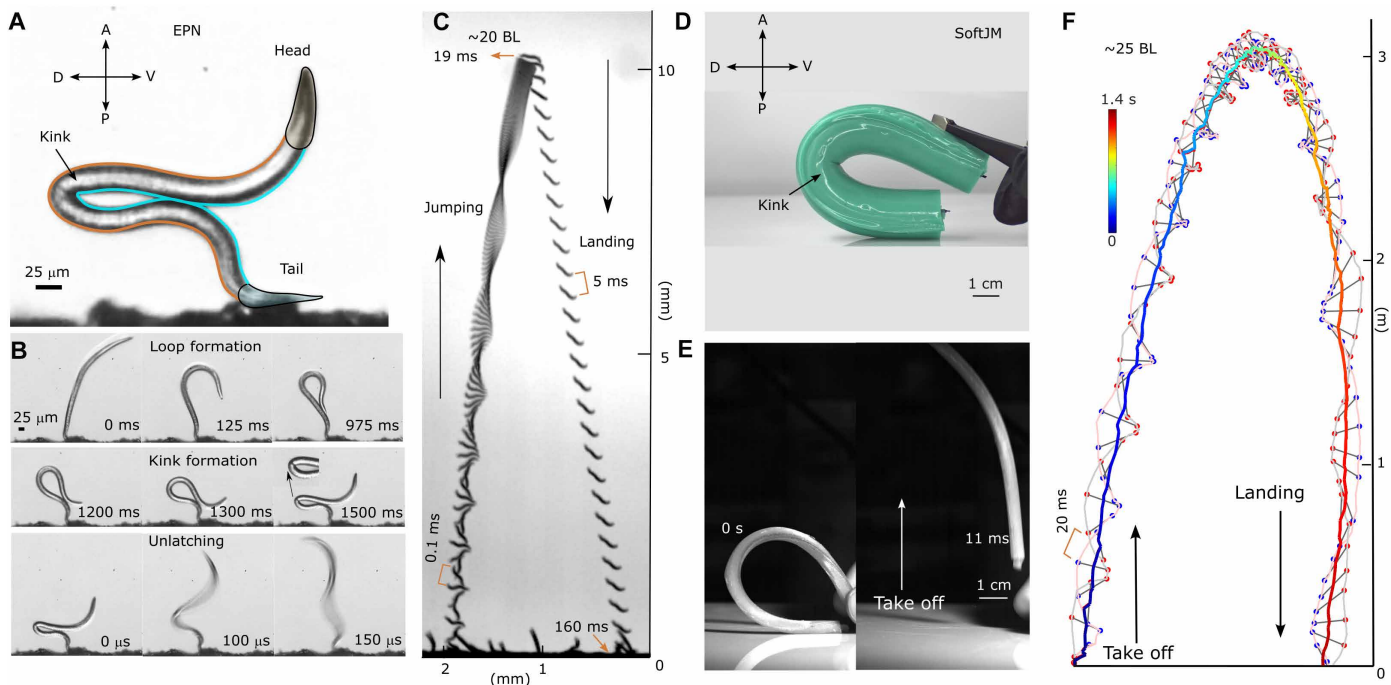 A
EPN
A
D
V
P
Head
Kink
Tail
25 µm
B
Loop formation
25 µm
0 ms
125 ms
975 ms
Kink formation
1200 ms
1300 ms
1500 ms
Unlatching
0 µs
100 µs
150 µs
C
~20 BL
19 ms
10
Jumping
Landing
5 ms
(mm)
5
0.1 ms
160 ms
2
1
0
(mm)
D
SoftJM
A
D
V
P
Kink
1 cm
E
0 s
11 ms
1 cm
Take off
F
~25 BL
1.4 s
0
3
2
(m)
1
Landing
20 ms
Take off
0